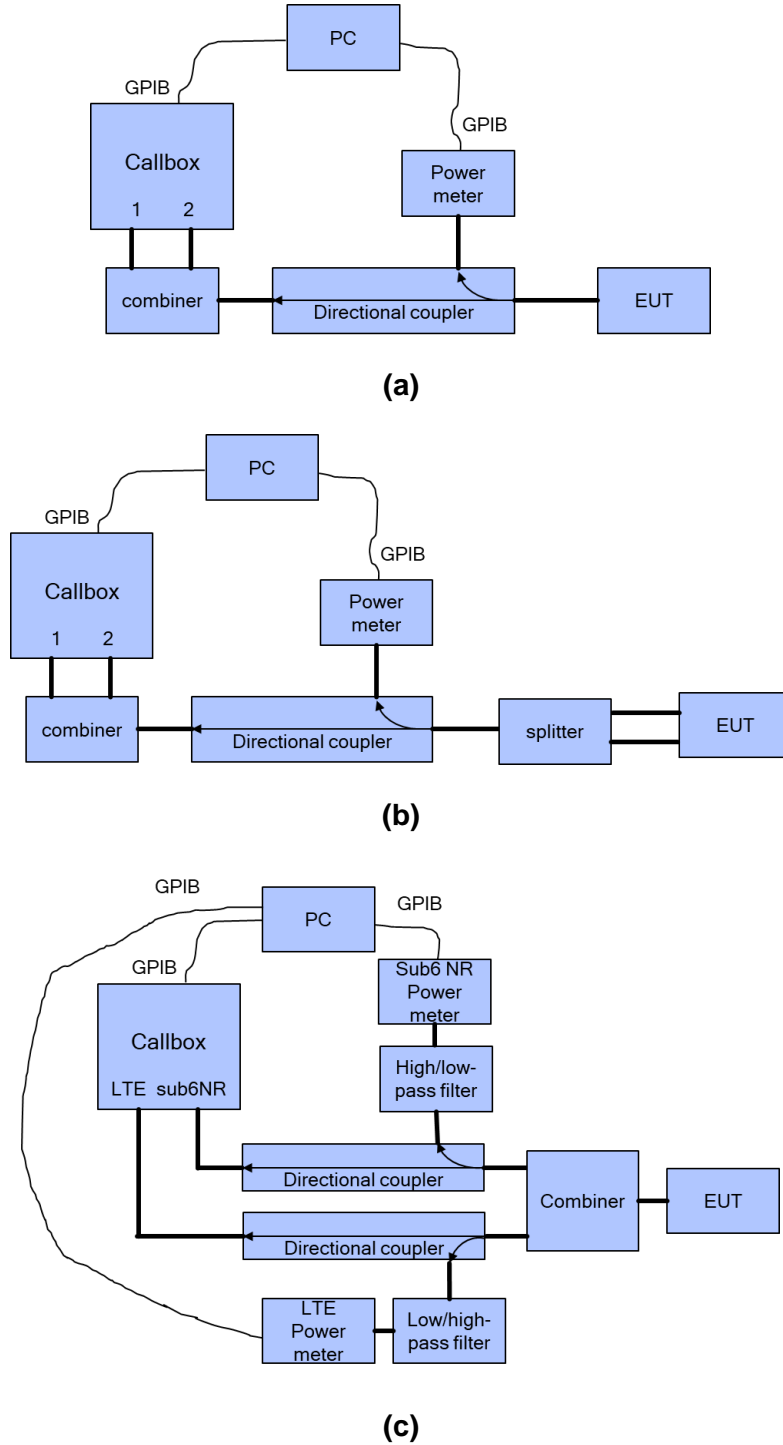 PC
GPIB
GPIB
Callbox
1 2
Power
meter
combiner
Directional coupler
EUT
(a)
PC
GPIB
GPIB
Callbox
1 2
Power
meter
combiner
Directional coupler
splitter
EUT
(b)
GPIB
PC
GPIB
GPIB
Sub6 NR
Power
meter
Callbox
LTE sub6NR
High/low-
pass filter
Directional coupler
Combiner
EUT
Directional coupler
LTE
Power
meter
Low/high-
pass filter
(c)